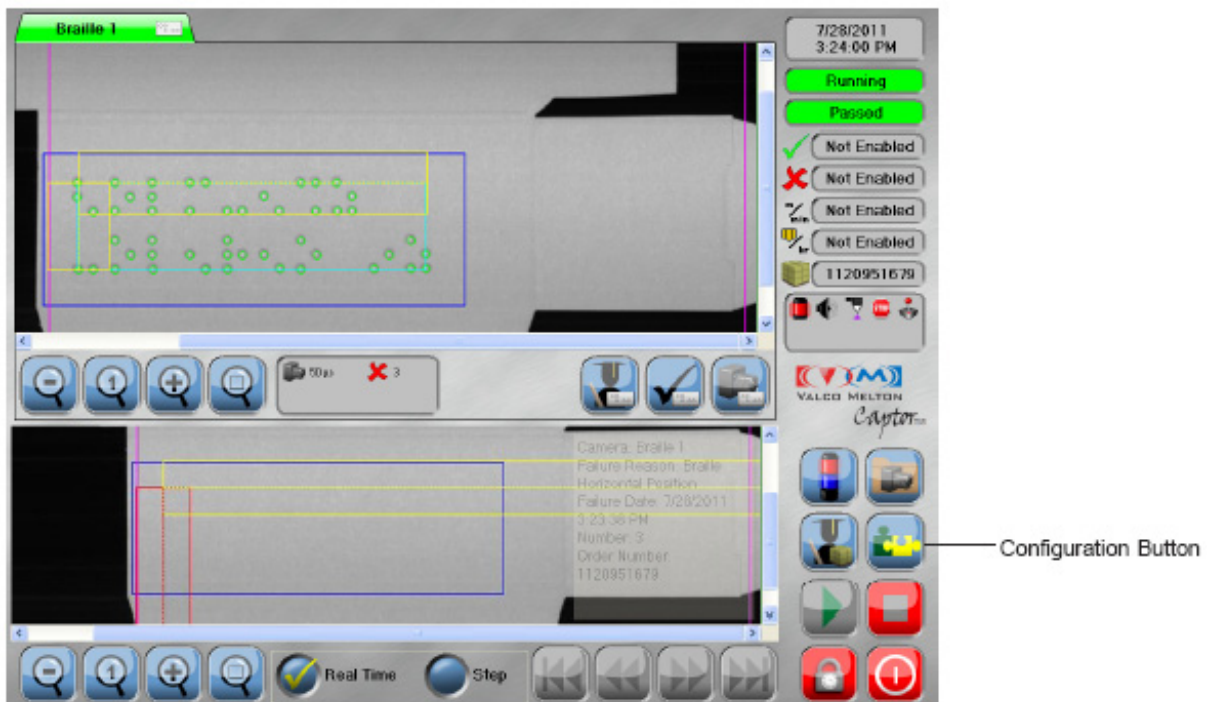 Braille 1
7/28/2011
3:24:00 PM
Running
Passed
Not Enabled
Not Enabled
Not Enabled
Not Enabled
1120951679
50µs
3
VALCO MELTON
Captor
Camera: Braille 1
Failure Reason: Braille
Horizontal Position
Failure Date: 7/28/2011
3:23:38 PM
Number: 3
Order Number:
1120951679
Configuration Button
Real Time
Step